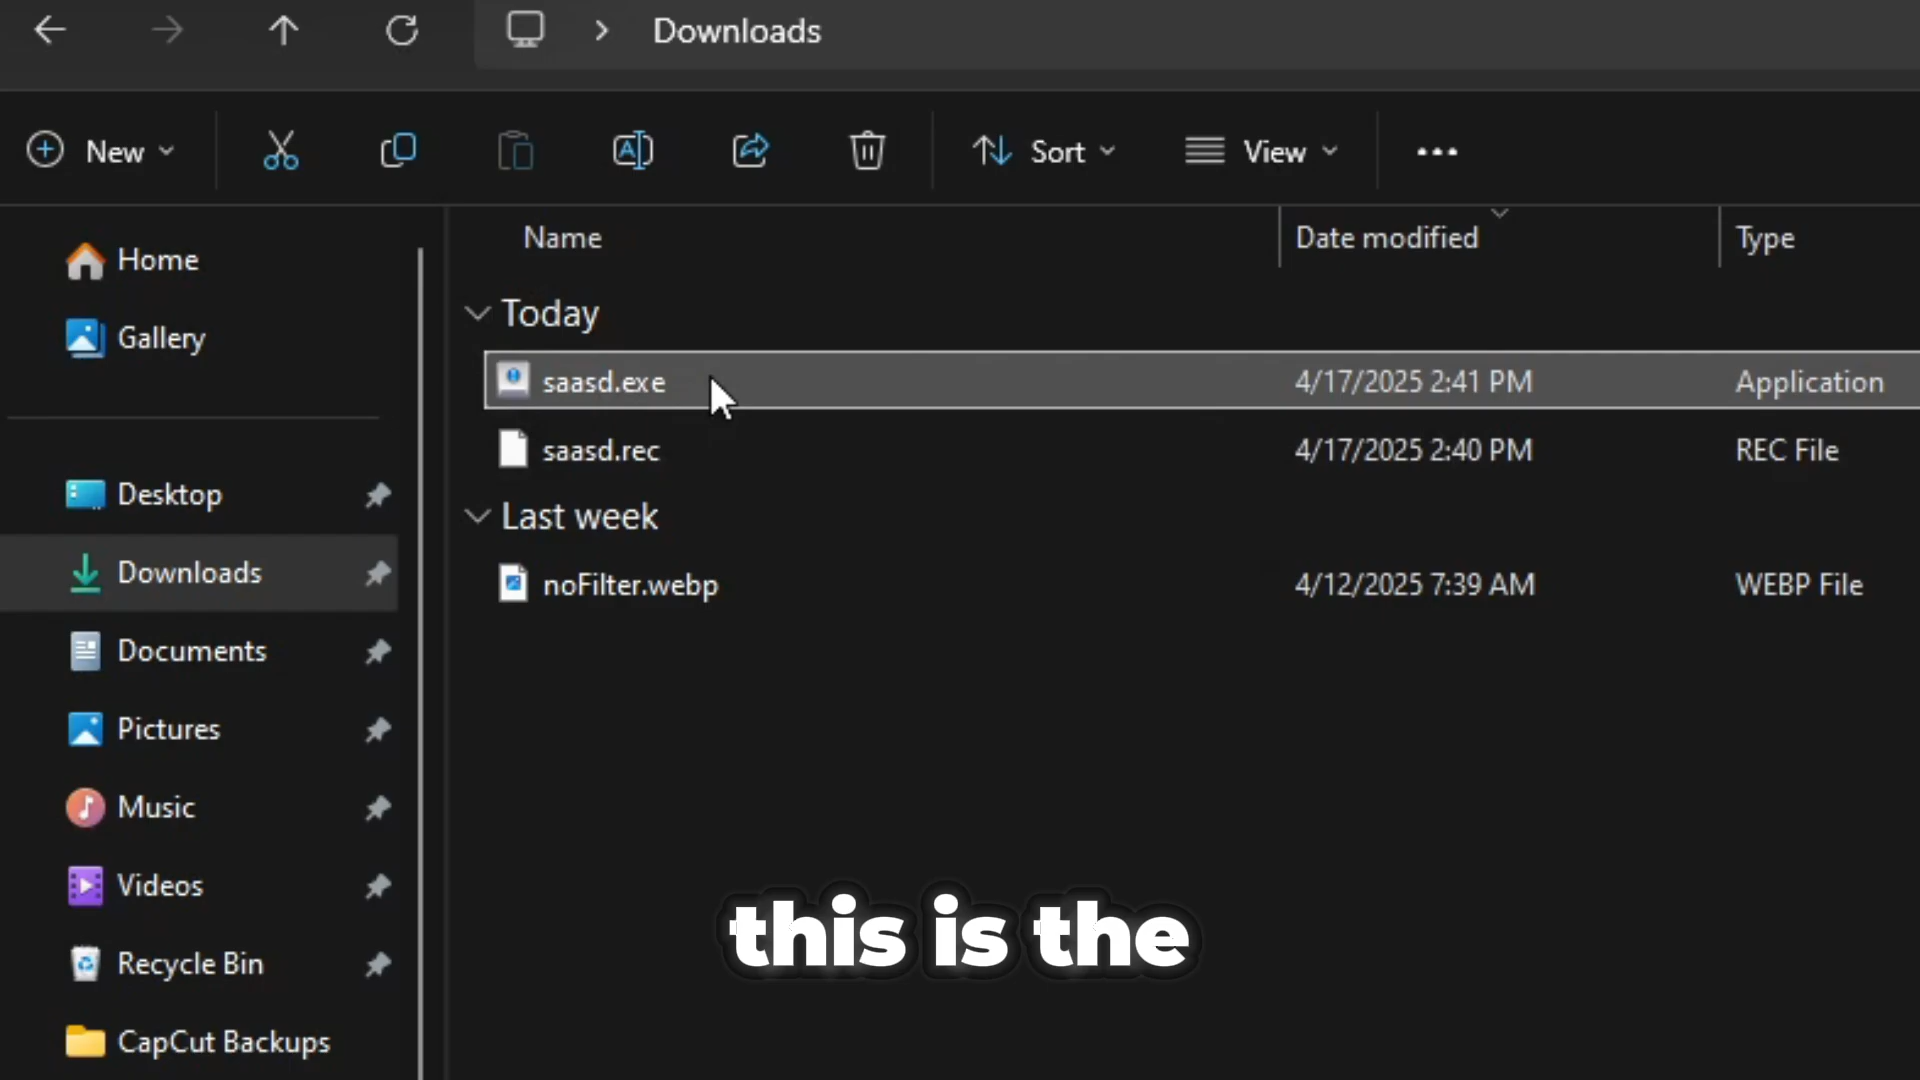 Downloads
New
Sort
View
Name
Date modified
Type
Home
Gallery
Desktop
Downloads
Documents
Pictures
Music
Videos
Recycle Bin
CapCut Backups
Today
saasd.exe 4/17/2025 2:41 PM Application
saasd.rec 4/17/2025 2:40 PM REC File
Last week
noFilter.webp 4/12/2025 7:39 AM WEBP File
this is the